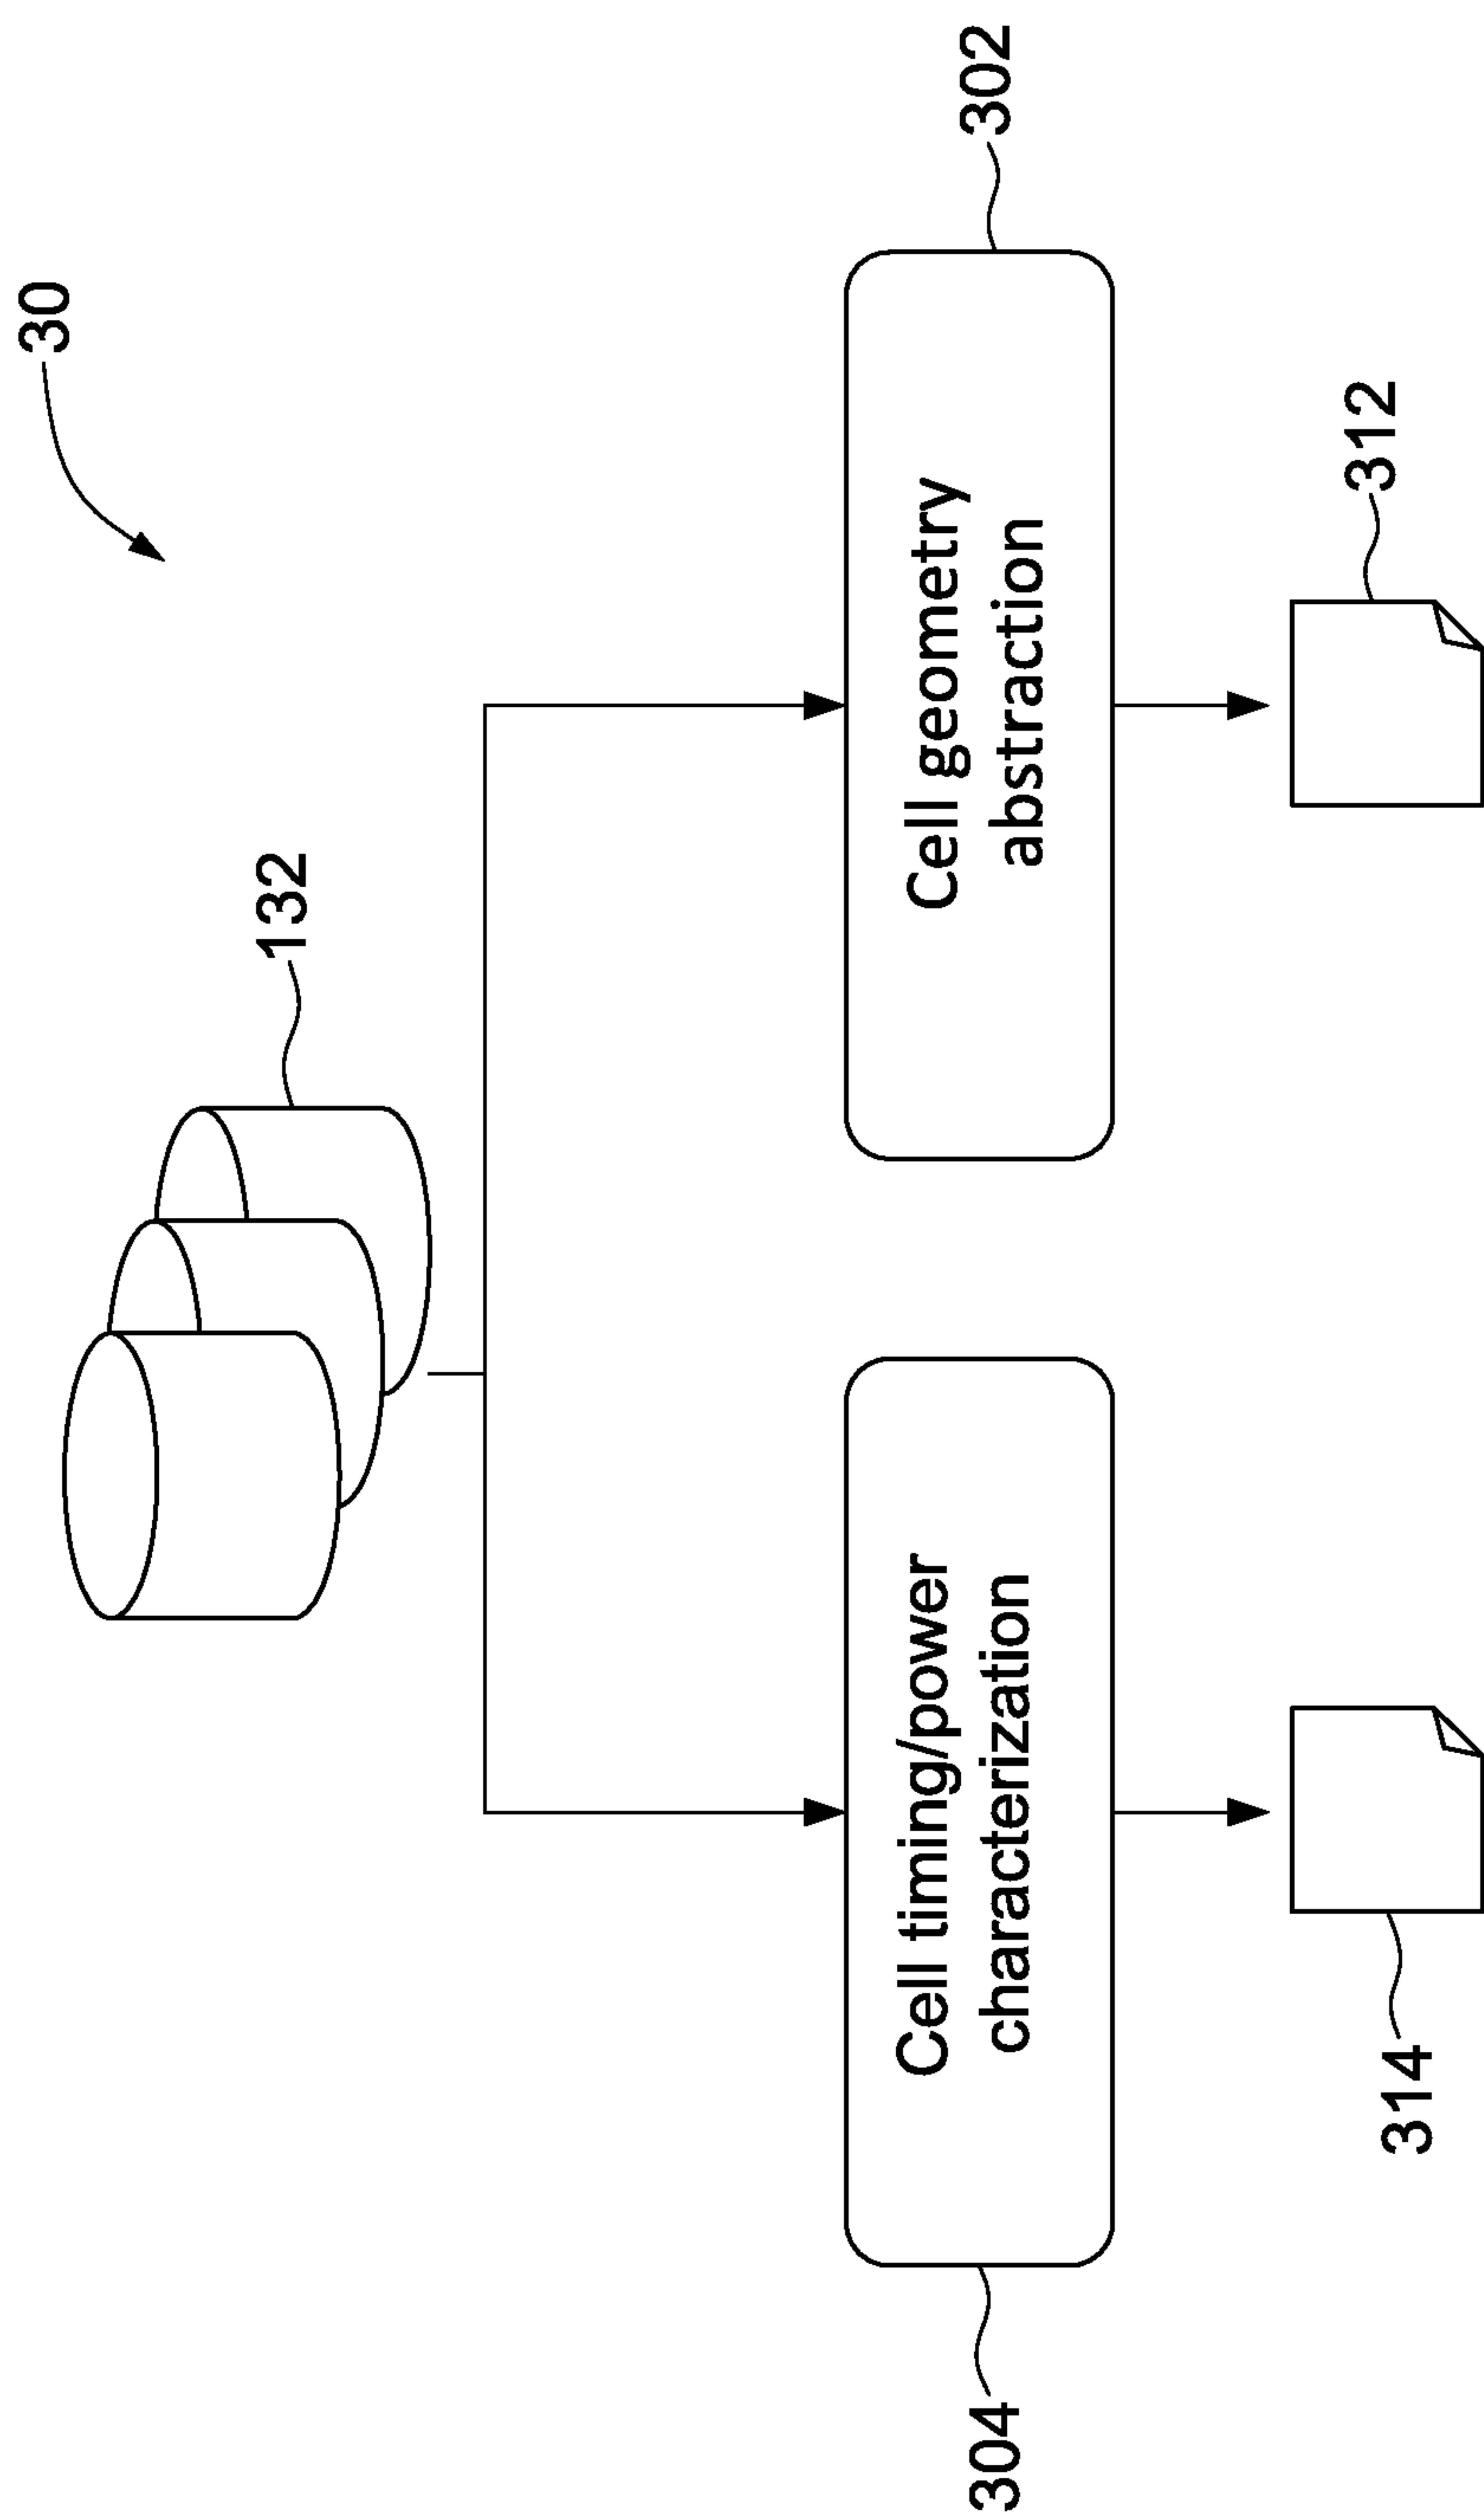 30
132
Cell timing/power
characterization
304
Cell geometry
abstraction
302
314
312